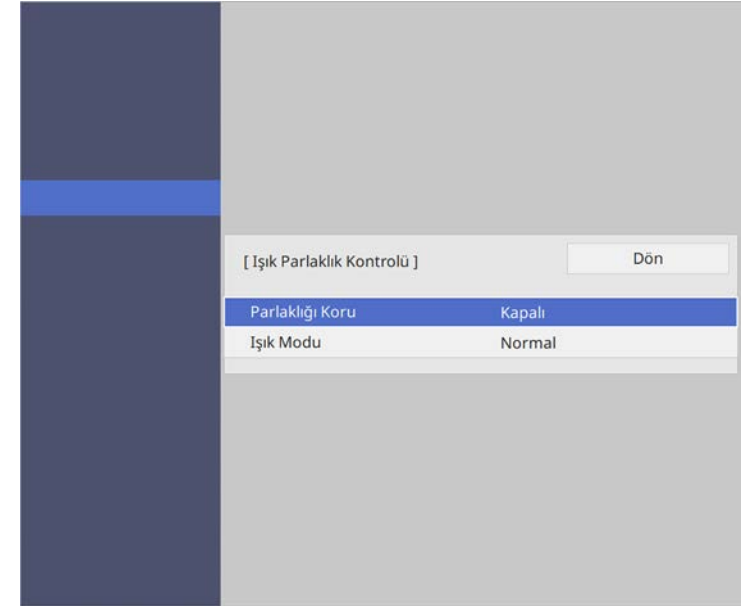 [ Işık Parlaklık Kontrolü ] Dön
Parlaklığı Koru Kapalı
Işık Modu Normal